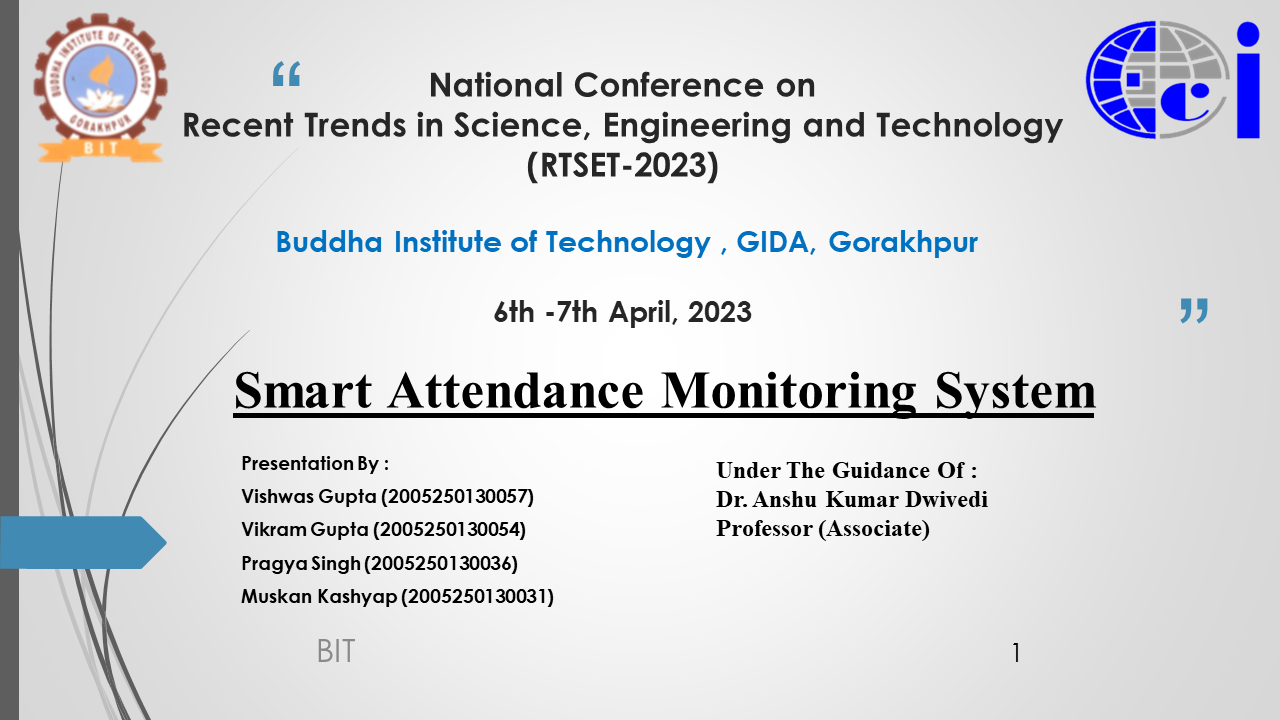 BUDDHA INSTITUTE OF TECHNOLOGY
GORAKHPUR
BIT
eci
“
National Conference on
Recent Trends in Science, Engineering and Technology
(RTSET-2023)
Buddha Institute of Technology , GIDA, Gorakhpur
6th -7th April, 2023
”
Smart Attendance Monitoring System
Presentation By :
Vishwas Gupta (2005250130057)
Vikram Gupta (2005250130054)
Pragya Singh (2005250130036)
Muskan Kashyap (2005250130031)
Under The Guidance Of :
Dr. Anshu Kumar Dwivedi
Professor (Associate)
BIT
1